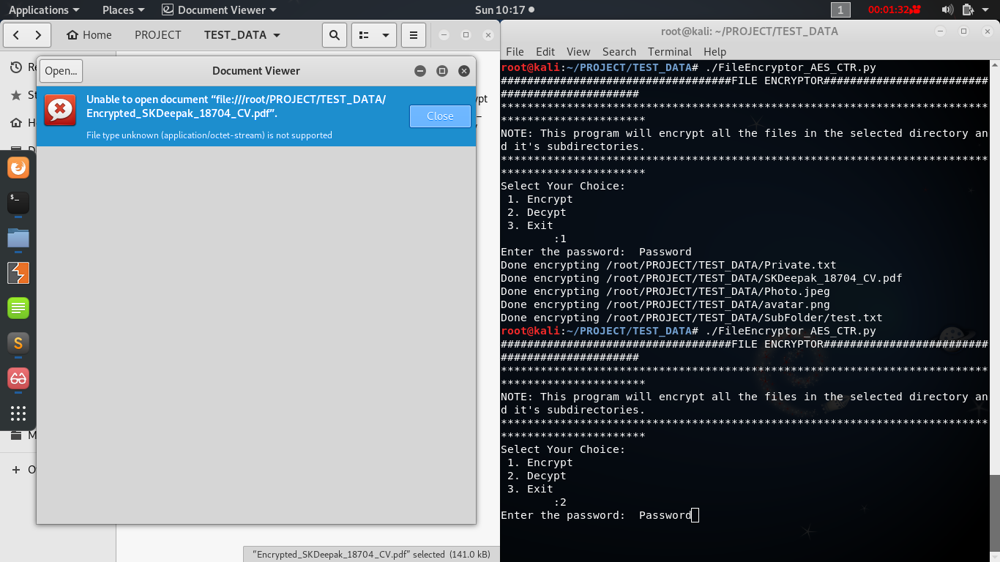 Applications Places Document Viewer Sun 10:17 1 00:01:32
Home PROJECT TEST_DATA
Open... Document Viewer
Unable to open document “file:///root/PROJECT/TEST_DATA/
Encrypted_SKDeepak_18704_CV.pdf”.
Close
File type unknown (application/octet-stream) is not supported
“Encrypted_SKDeepak_18704_CV.pdf” selected (141.0 kB)
root@kali: ~/PROJECT/TEST_DATA
File Edit View Search Terminal Help
root@kali:~/PROJECT/TEST_DATA# ./FileEncryptor_AES_CTR.py
###################################FILE ENCRYPTOR#########################
#####################
**************************************************************************
**********************
NOTE: This program will encrypt all the files in the selected directory an
d it's subdirectories.
**************************************************************************
**********************
Select Your Choice:
1. Encrypt
2. Decypt
3. Exit
:1
Enter the password:  Password
Done encrypting /root/PROJECT/TEST_DATA/Private.txt
Done encrypting /root/PROJECT/TEST_DATA/SKDeepak_18704_CV.pdf
Done encrypting /root/PROJECT/TEST_DATA/Photo.jpeg
Done encrypting /root/PROJECT/TEST_DATA/avatar.png
Done encrypting /root/PROJECT/TEST_DATA/SubFolder/test.txt
root@kali:~/PROJECT/TEST_DATA# ./FileEncryptor_AES_CTR.py
###################################FILE ENCRYPTOR#########################
#####################
**************************************************************************
**********************
NOTE: This program will encrypt all the files in the selected directory an
d it's subdirectories.
**************************************************************************
**********************
Select Your Choice:
1. Encrypt
2. Decypt
3. Exit
:2
Enter the password:  Password